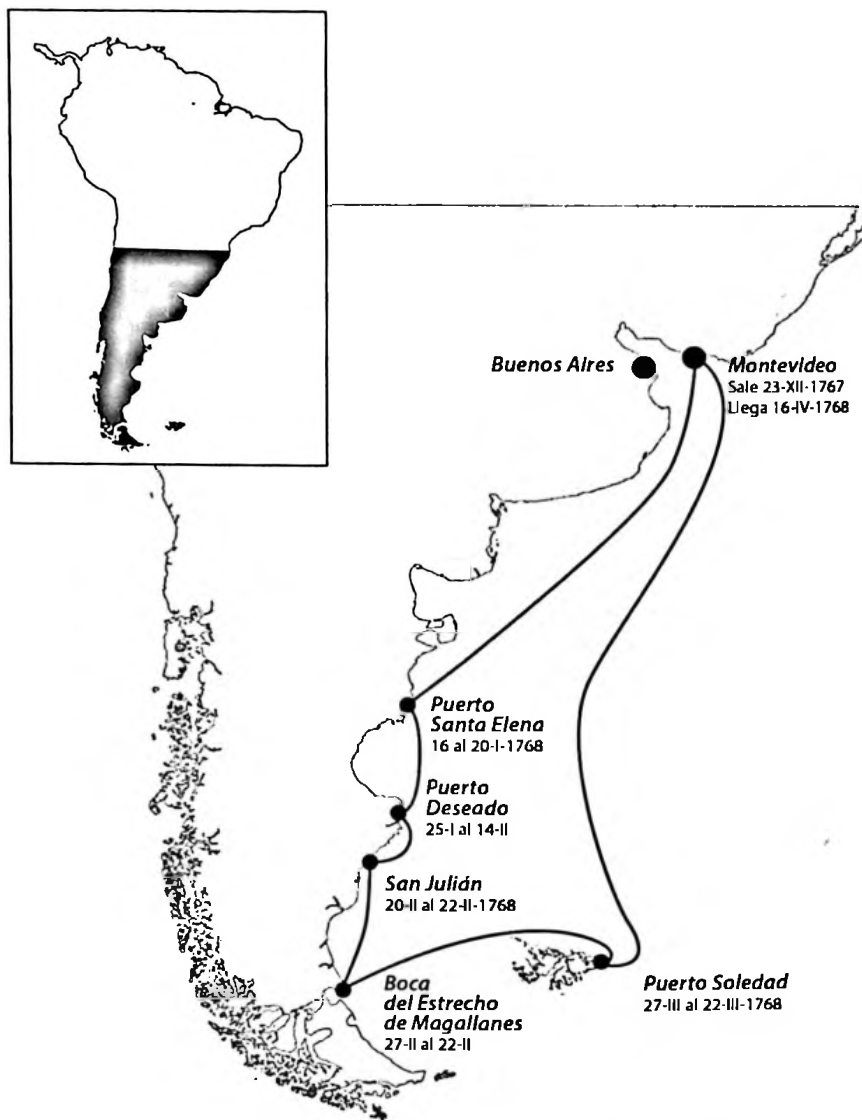 Buenos Aires
Montevideo
Sale 23-XII-1767
Llega 16-IV-1768
Puerto
Santa Elena
16 al 20-I-1768
Puerto
Deseado
25-I al 14-II
San Julián
20-II al 22-II-1768
Boca
del Estrecho
de Magallanes
27-II al 22-II
Puerto Soledad
27-III al 22-III-1768